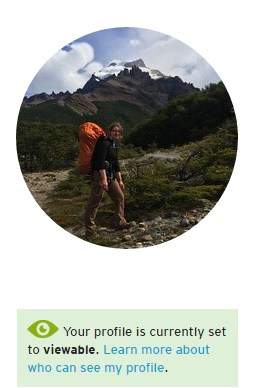 Your profile is currently set
to viewable. Learn more about
who can see my profile.